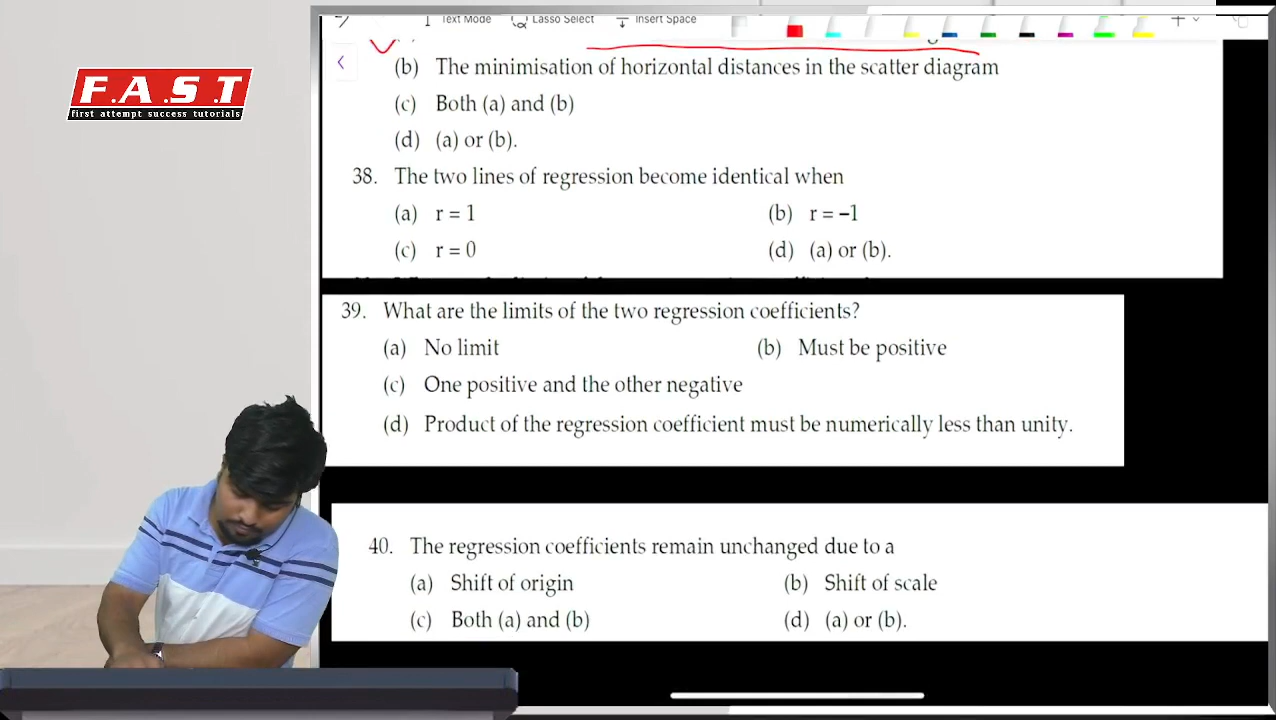 Text Mode
Lasso Select
Insert Space
F.A.S.T
first attempt success tutorials
(b) The minimisation of horizontal distances in the scatter diagram
(c) Both (a) and (b)
(d) (a) or (b).
38. The two lines of regression become identical when
(a) r = 1 (b) r = –1
(c) r = 0 (d) (a) or (b).
39. What are the limits of the two regression coefficients?
(a) No limit (b) Must be positive
(c) One positive and the other negative
(d) Product of the regression coefficient must be numerically less than unity.
40. The regression coefficients remain unchanged due to a
(a) Shift of origin (b) Shift of scale
(c) Both (a) and (b) (d) (a) or (b).